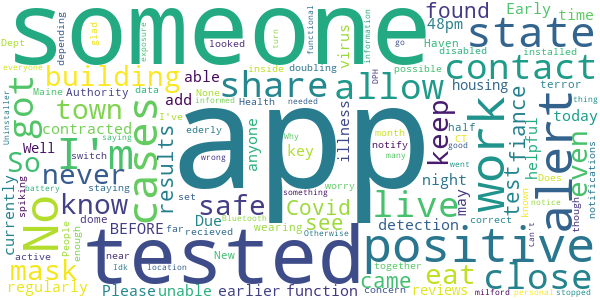 someone
app
tested
positive
state
contact
share
allow
work
alert
building
town
I'm
cases
got
never
know
safe
live
close
eat
mask
No
So
keep
even
test
fiance
found
Early
time
48pm
disabled
installed
Haven
housing
terror
half
CT
today
good
went
Why
month
notify
many
key
anyone
virus
looked
turn
functional
information
go
possible
DPH
illness
able
add
Health
needed
doubling
inside
None
informed
I've
ederly
saying
something
wrong
worry
night
may
see
Covid
Due
wearing
detection
came
together
concern
reviews
correct
Does
known
notice
can't
personal
stopped
milford
though
thing
notifications
helpful
New
Bluetooth
Otherwise
recieved
earlier
function
Please
unable
BEFORE
far
near
Idk
location
dome
set
results
contracted
Authority
data
Maine
Well
switch
staying
battery
active
People
enough
regularly
currently
spiking
Uninstaller
everyone
Dept
depending
exposure
glad